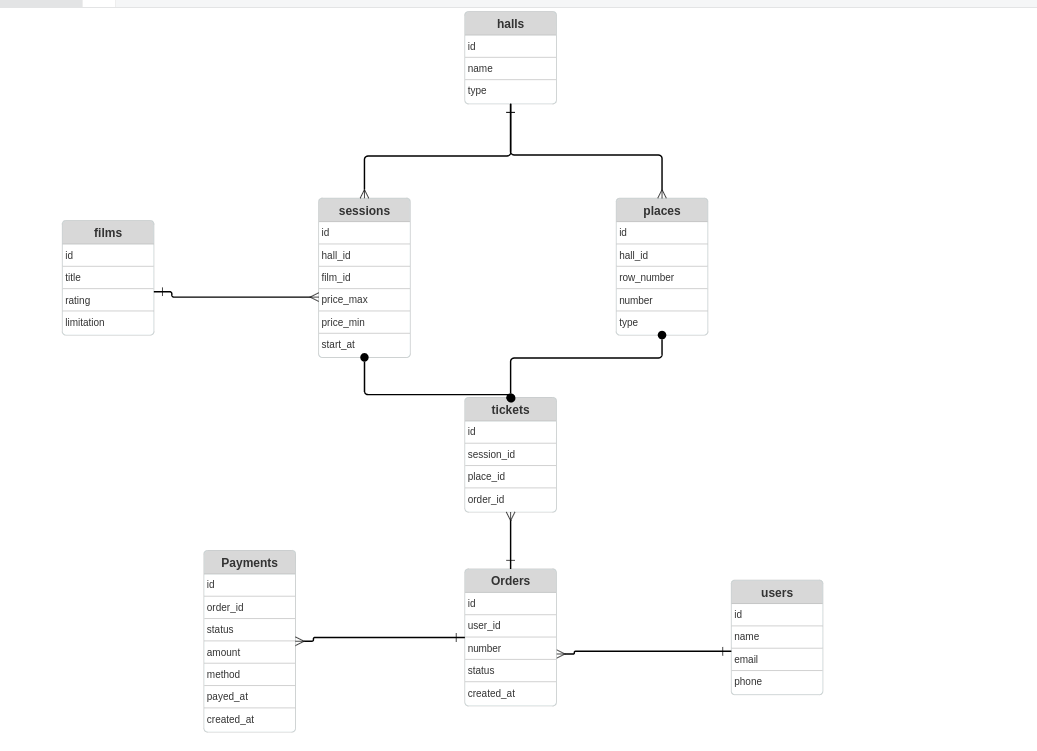 halls
id
name
type
sessions
id
hall_id
film_id
price_max
price_min
start_at
places
id
hall_id
row_number
number
type
films
id
title
rating
limitation
tickets
id
session_id
place_id
order_id
Payments
id
order_id
status
amount
method
payed_at
created_at
Orders
id
user_id
number
status
created_at
users
id
name
email
phone